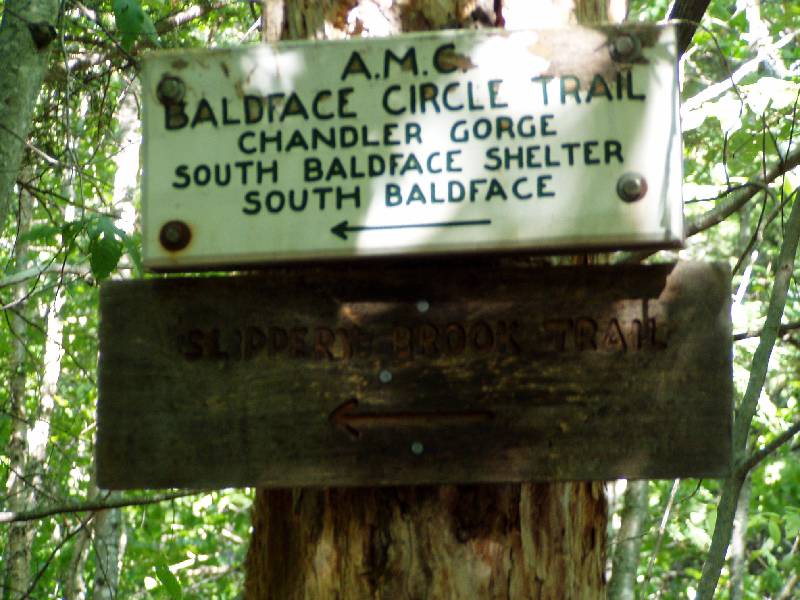 A.M.C.
BALDFACE CIRCLE TRAIL
CHANDLER GORGE
SOUTH BALDFACE SHELTER
SOUTH BALDFACE
SLIPPERY BROOK TRAIL